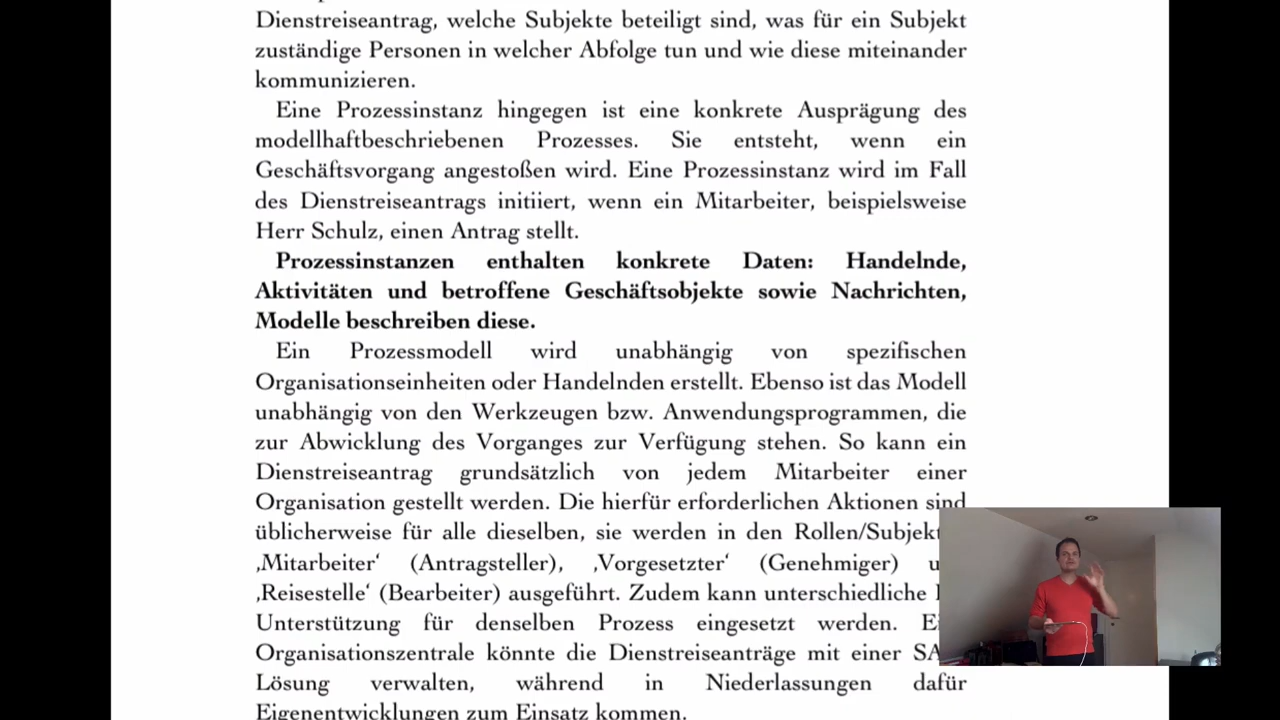 Dienstreiseantrag, welche Subjekte beteiligt sind, was für ein Subjekt
zuständige Personen in welcher Abfolge tun und wie diese miteinander
kommunizieren.
Eine Prozessinstanz hingegen ist eine konkrete Ausprägung des
modellhaftbeschriebenen Prozesses. Sie entsteht, wenn ein
Geschäftsvorgang angestoßen wird. Eine Prozessinstanz wird im Fall
des Dienstreiseantrags initiiert, wenn ein Mitarbeiter, beispielsweise
Herr Schulz, einen Antrag stellt.
Prozessinstanzen enthalten konkrete Daten: Handelnde,
Aktivitäten und betroffene Geschäftsobjekte sowie Nachrichten,
Modelle beschreiben diese.
Ein Prozessmodell wird unabhängig von spezifischen
Organisationseinheiten oder Handelnden erstellt. Ebenso ist das Modell
unabhängig von den Werkzeugen bzw. Anwendungsprogrammen, die
zur Abwicklung des Vorganges zur Verfügung stehen. So kann ein
Dienstreiseantrag grundsätzlich von jedem Mitarbeiter einer
Organisation gestellt werden. Die hierfür erforderlichen Aktionen sind
üblicherweise für alle dieselben, sie werden in den
‚Mitarbeiter‘ (Antragsteller), ‚Vorgesetzter‘ (Genehmiger)
‚Reisestelle‘ (Bearbeiter) ausgeführt. Zudem kann unterschiedliche
Unterstützung für denselben Prozess eingesetzt werden.
Organisationszentrale könnte die Dienstreiseanträge mit einer
Lösung verwalten, während in Niederlassungen dafür
Eigenentwicklungen zum Einsatz kommen.